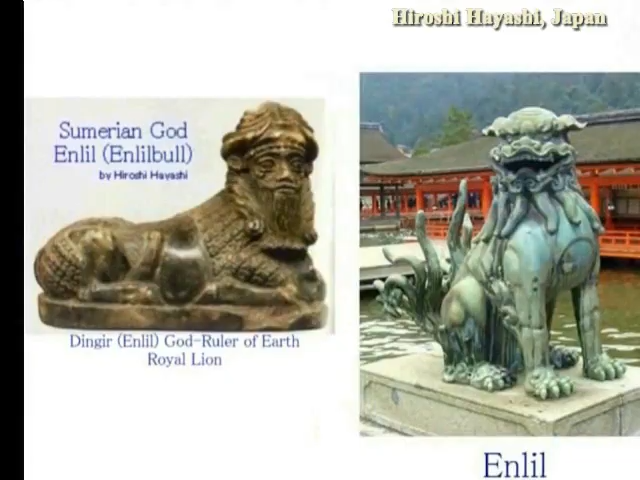 Hiroshi Hayashi, Japan
Sumerian God
Enlil (Enlilbull)
by Hiroshi Hayashi
Dingir (Enlil) God-Ruler of Earth
Royal Lion
Enlil